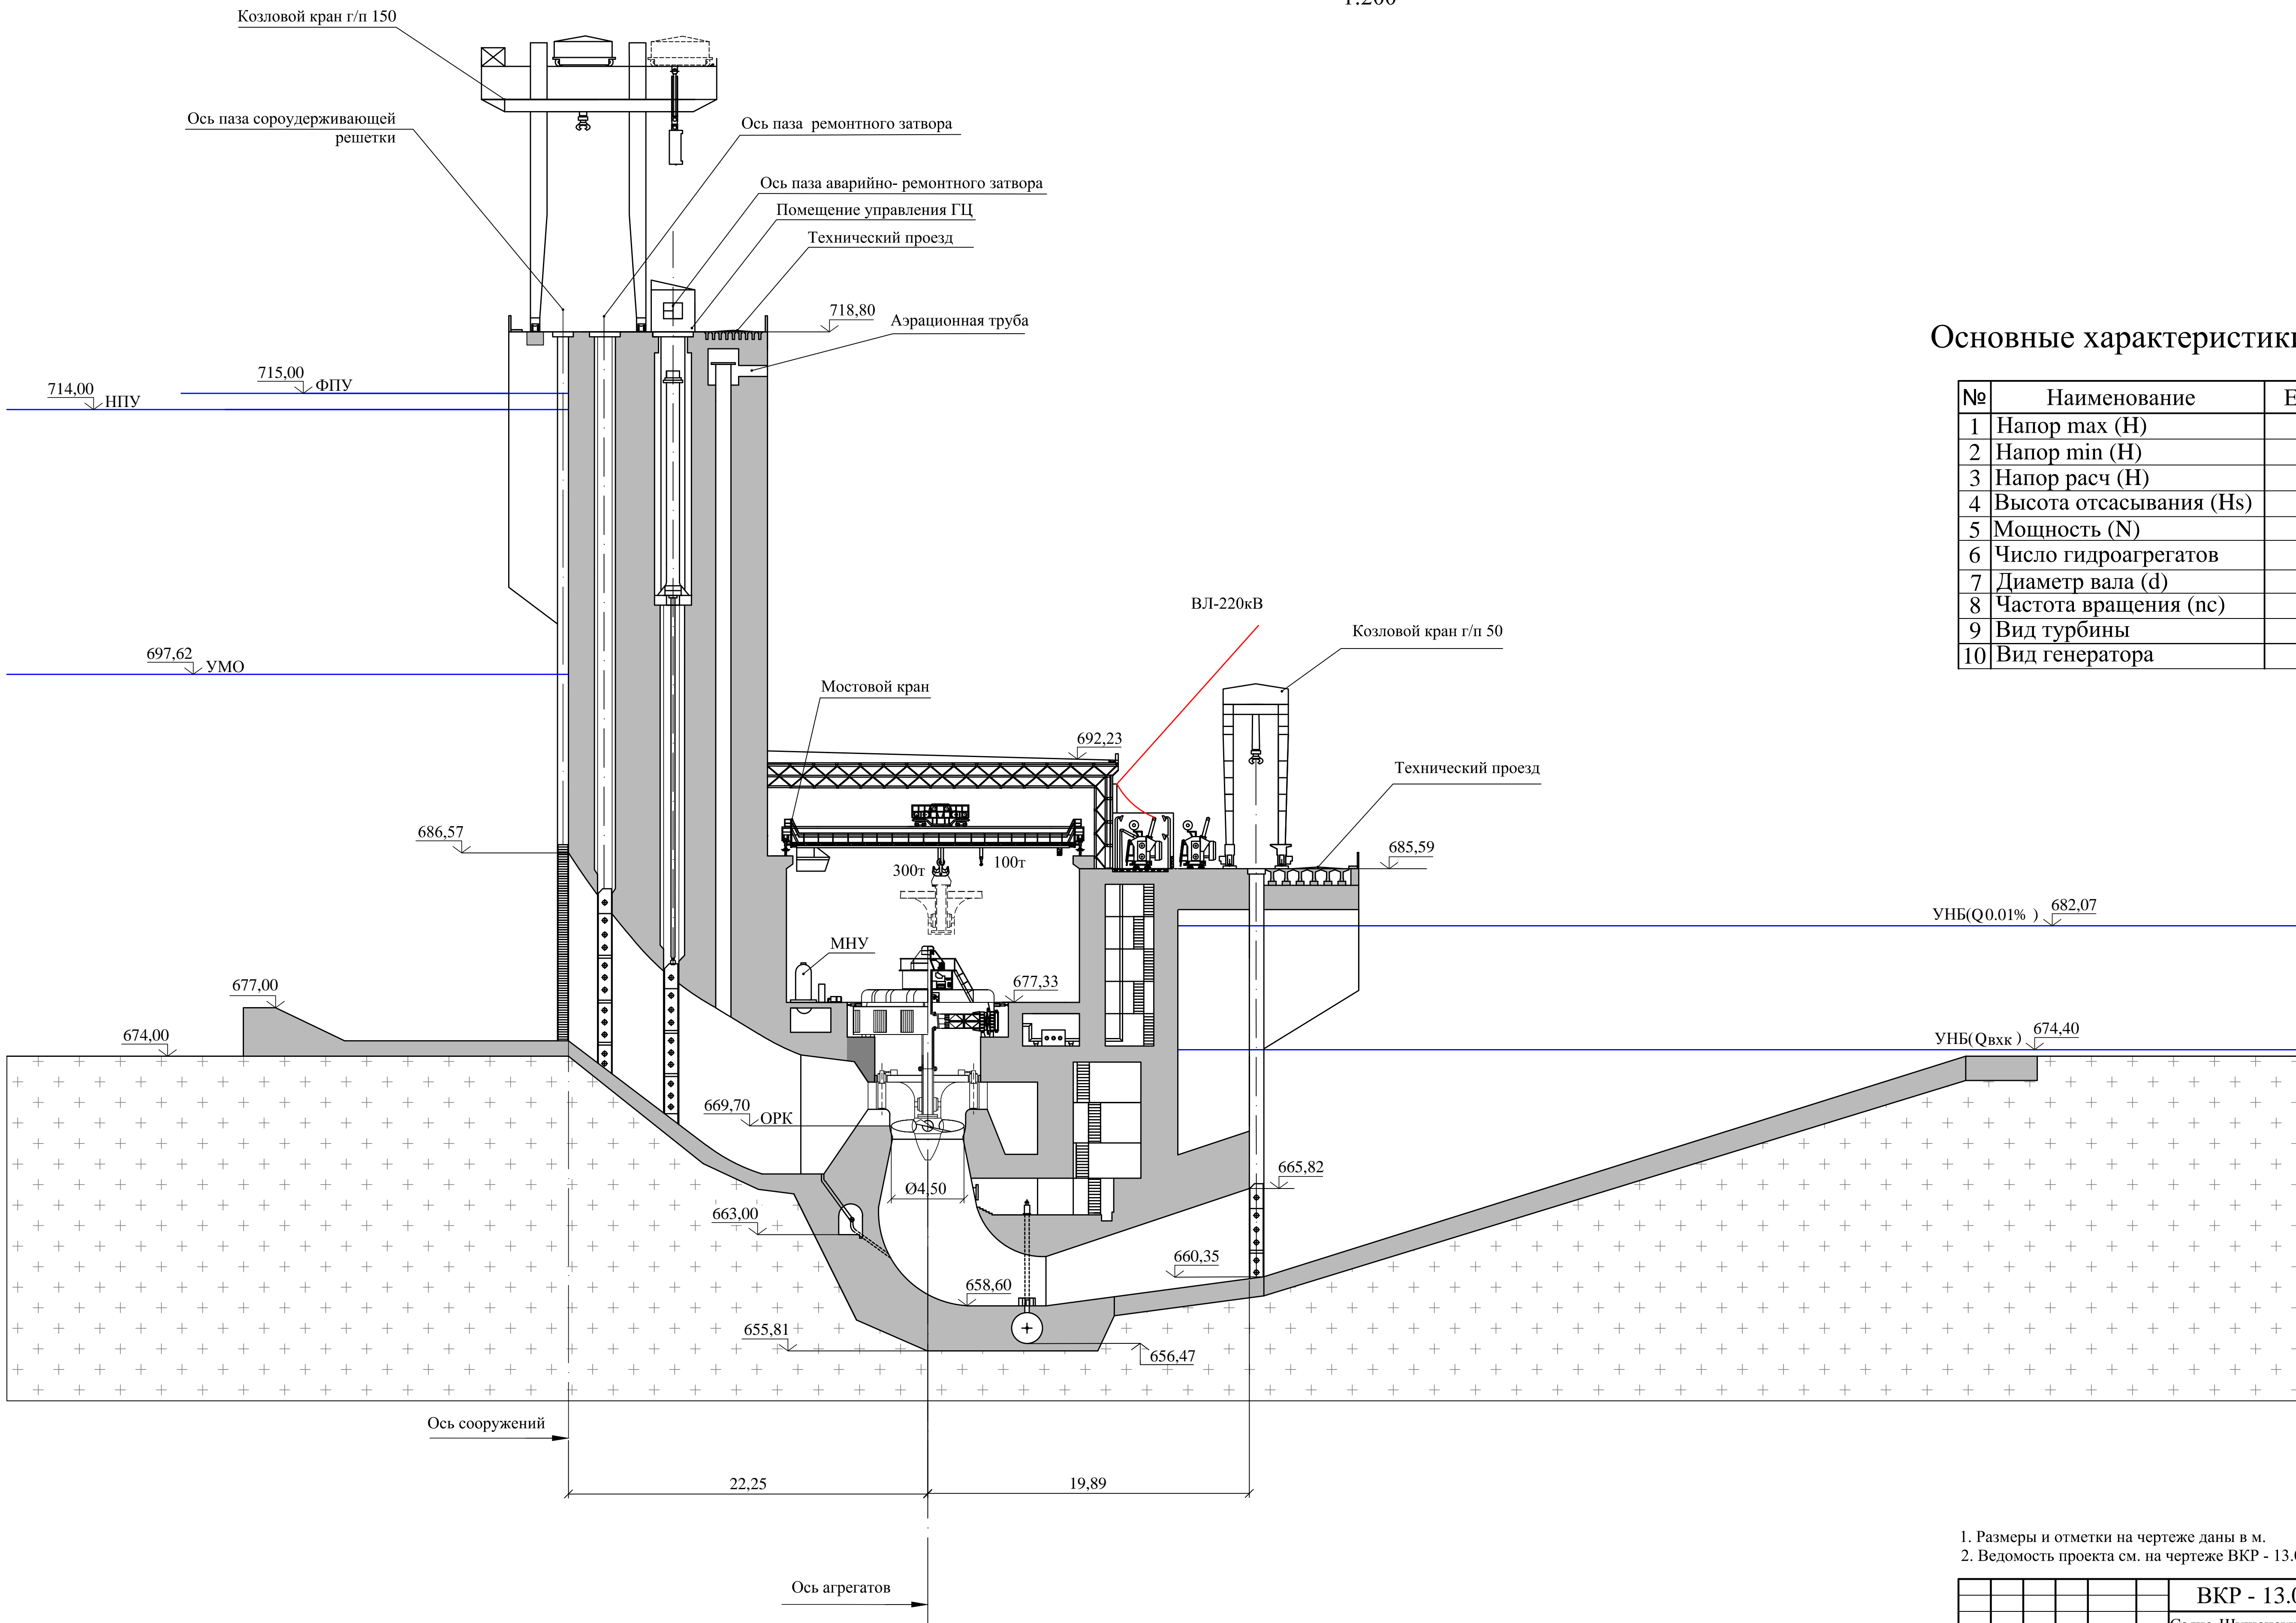 1:200
Козловой кран г/п 150
Ось паза сороудерживающей
решетки
Ось паза ремонтного затвора
Ось паза аварийно- ремонтного затвора
Помещение управления ГЦ
Технический проезд
718,80
Аэрационная труба
715,00
ФПУ
714,00
НПУ
Основные характеристики
№ Наименование
1 Напор max (H)
2 Напор min (H)
3 Напор расч (H)
4 Высота отсасывания (Hs)
5 Мощность (N)
6 Число гидроагрегатов
7 Диаметр вала (d)
8 Частота вращения (nc)
9 Вид турбины
10 Вид генератора
ВЛ-220кВ
Козловой кран г/п 50
697,62
УМО
Мостовой кран
692,23
Технический проезд
686,57
685,59
300т
100т
УНБ(Q0.01% )
682,07
МНУ
677,33
677,00
674,00
УНБ(Qвхк )
674,40
669,70
ОРК
665,82
Ø4,50
663,00
660,35
658,60
655,81
656,47
Ось сооружений
22,25
19,89
Ось агрегатов
1. Размеры и отметки на чертеже даны в м.
2. Ведомость проекта см. на чертеже ВКР - 13.0
ВКР - 13.0